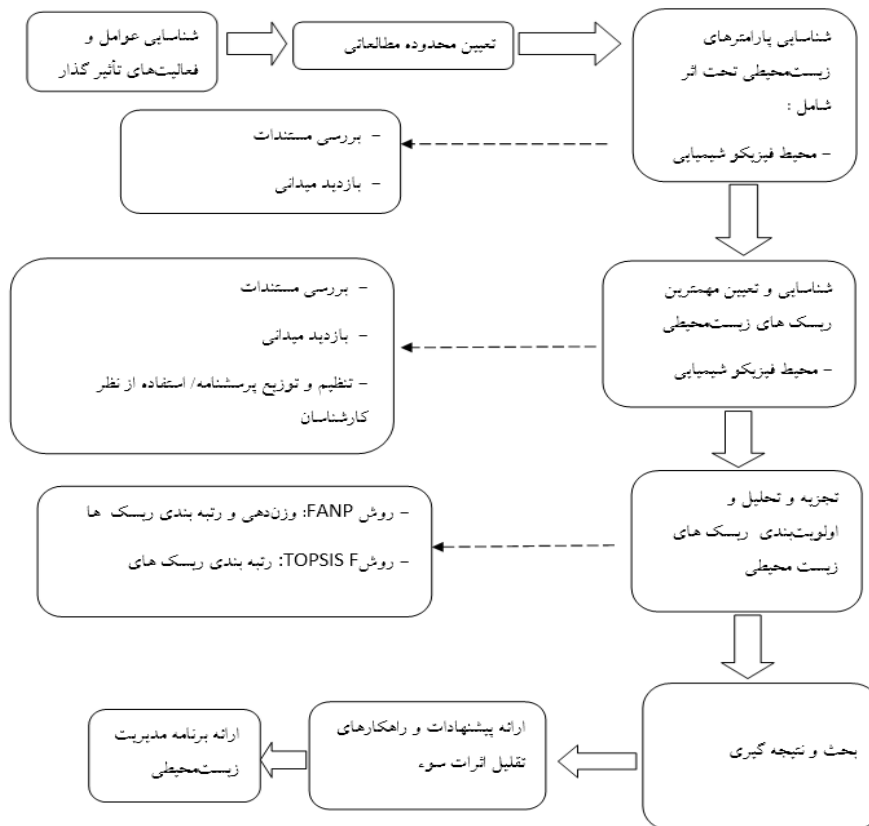 شناسایی عوامل و
فعالیت‌های تأثیر گذار
تعیین محدوده مطالعاتی
شناسایی پارامترهای
زیست‌محیطی تحت اثر
شامل :
– محیط فیزیکو شیمیایی
– بررسی مستندات
– بازدید میدانی
شناسایی و تعیین مهمترین
ریسک های زیست‌محیطی
– محیط فیزیکو شیمیایی
– بررسی مستندات
– بازدید میدانی
– تنظیم و توزیع پرسشنامه/ استفاده از نظر
کارشناسان
تجزیه و تحلیل و
اولویت‌بندی ریسک های
زیست محیطی
– روش FANP: وزن‌دهی و رتبه بندی ریسک ها
– روشTOPSIS F: رتبه بندی ریسک های
بحث و نتیجه گیری
ارائه پیشنهادات و راهکارهای
تقلیل اثرات سوء
ارائه برنامه مدیریت
زیست‌محیطی